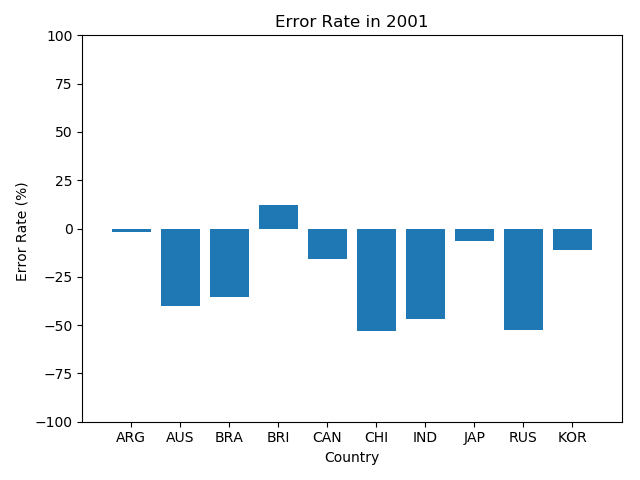 Error Rate in 2001
Error Rate (%)
100
75
50
25
0
−25
−50
−75
−100
ARG AUS BRA BRI CAN CHI IND JAP RUS KOR
Country